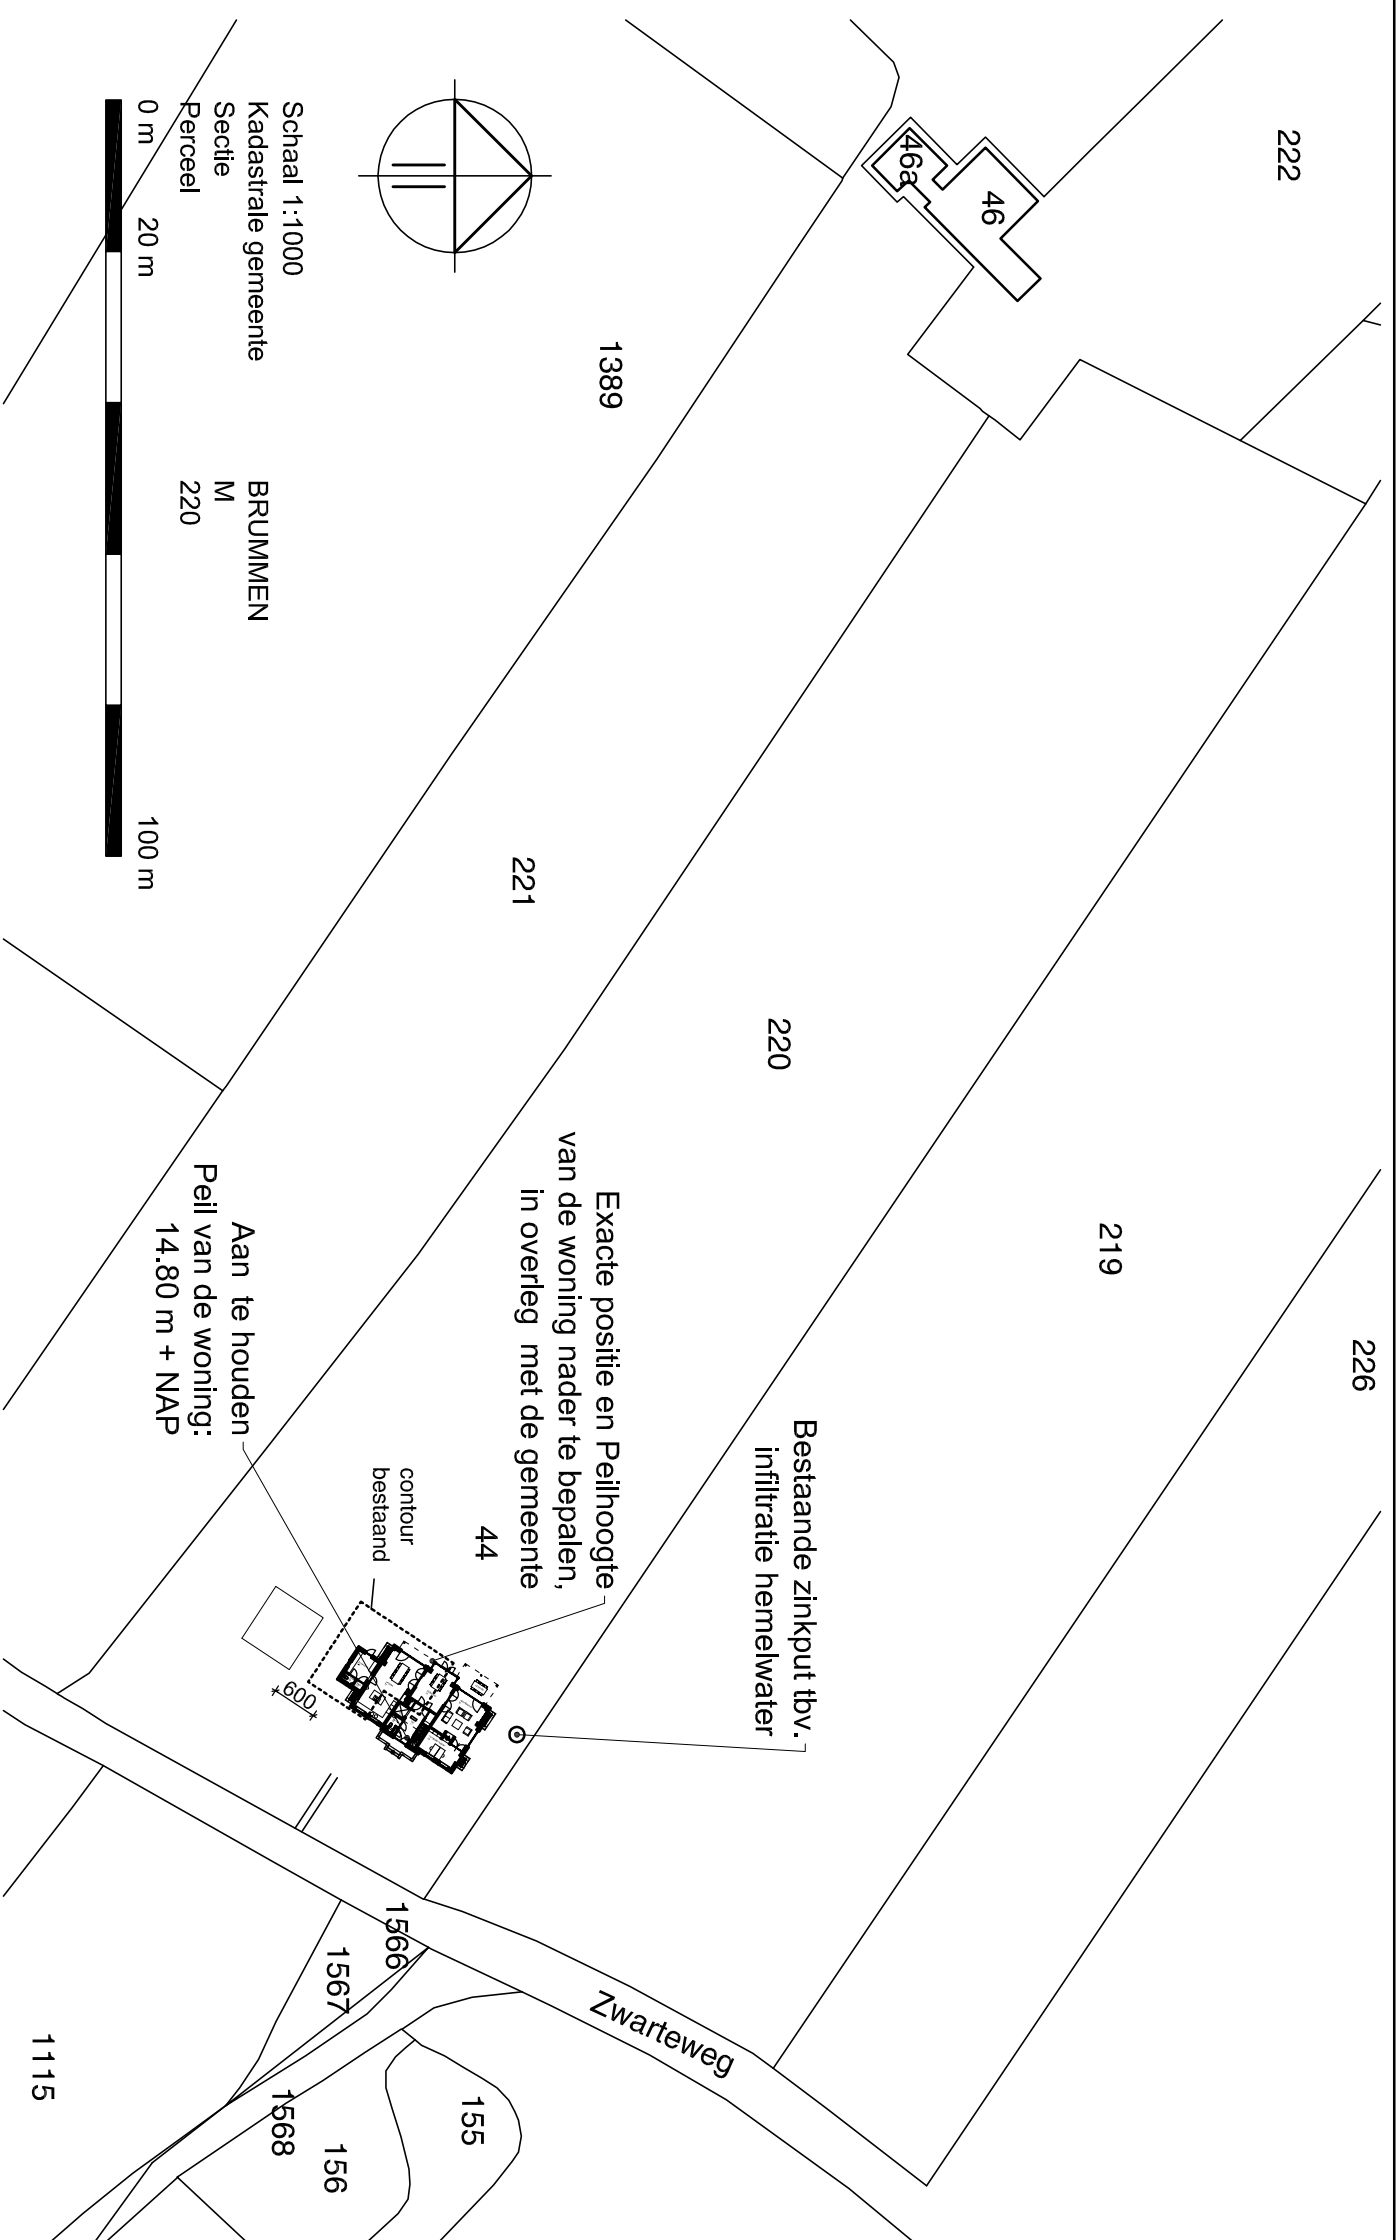 222
46
46a
1389
Schaal 1:1000
Kadastrale gemeente BRUMMEN
Sectie M
Perceel 220
0 m 20 m 100 m
226
219
220
221
Bestaande zinkput tbv.
infiltratie hemelwater
Exacte positie en Peilhoogte
van de woning nader te bepalen,
in overleg met de gemeente
44
contour
bestaand
Aan te houden
Peil van de woning:
14.80 m + NAP
600
Zwarteweg
1566
1567
1568
155
156
1115